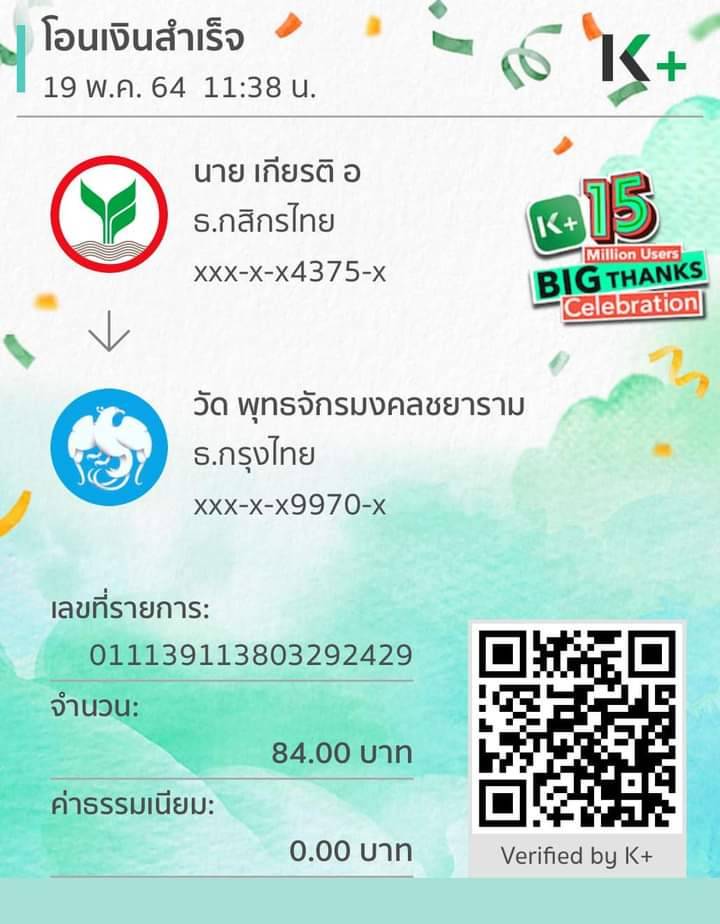 โอนเงินสำเร็จ
19 พ.ค. 64 11:38 น.
K+
นาย เกียรติ อ
ธ.กสิกรไทย
xxx-x-x4375-x
K+ 15
Million Users
BIG THANKS
Celebration
วัด พุทธจักรมงคลชยาราม
ธ.กรุงไทย
xxx-x-x9970-x
เลขที่รายการ:
011139113803292429
จำนวน:
84.00 บาท
ค่าธรรมเนียม:
0.00 บาท
Verified by K+